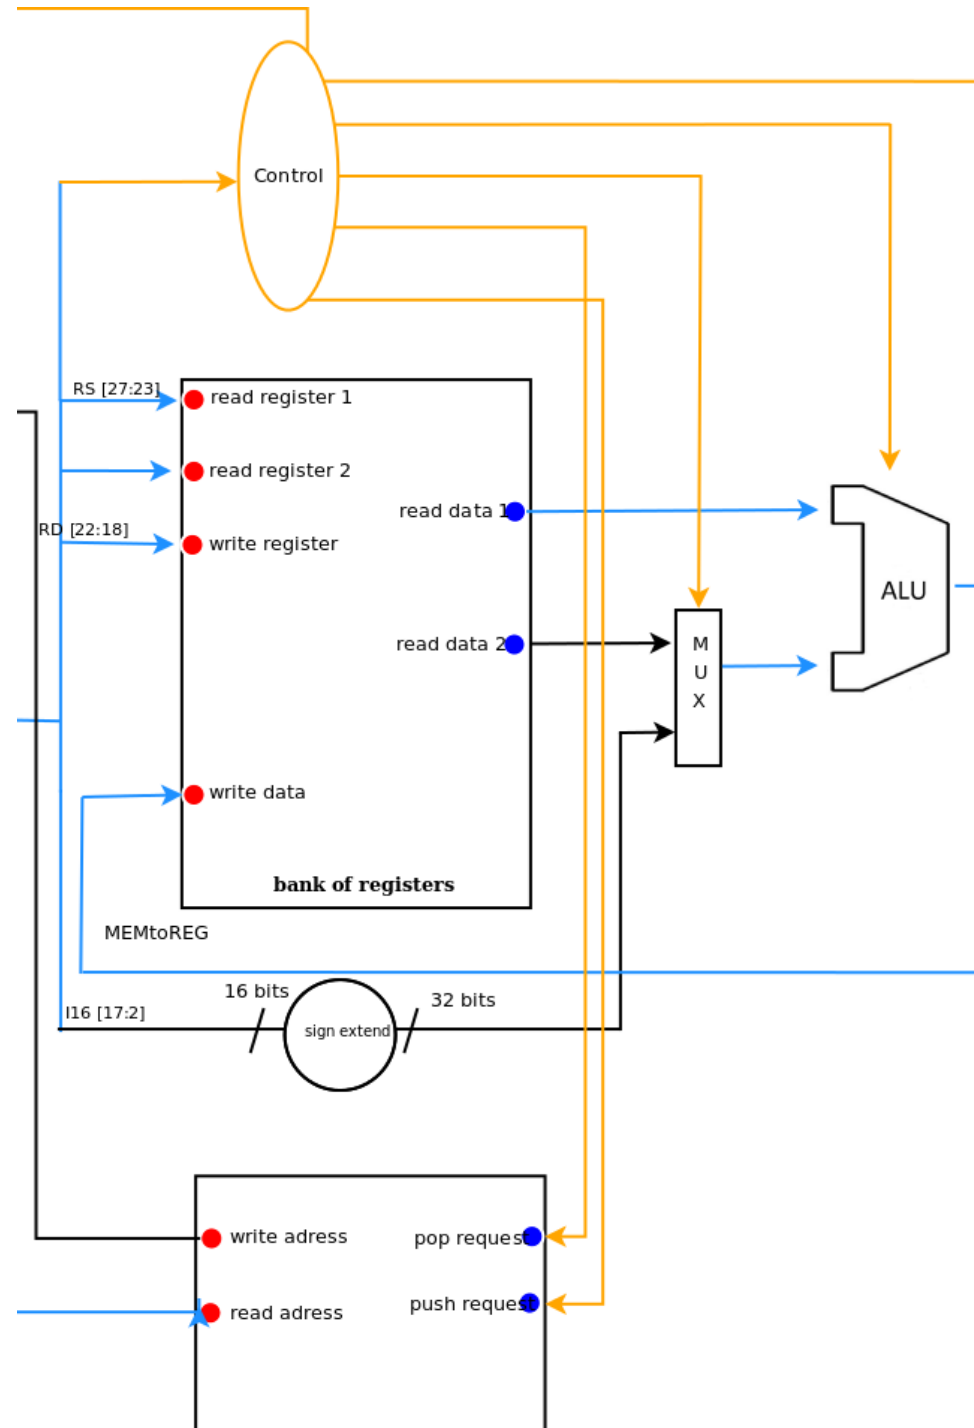 Control
RS [27:23]
read register 1
read register 2
read data 1
RD [22:18]
write register
ALU
read data 2
M
U
X
write data
bank of registers
MEMtoREG
16 bits
32 bits
I16 [17:2]
sign extend
write adress
pop request
read adress
push request